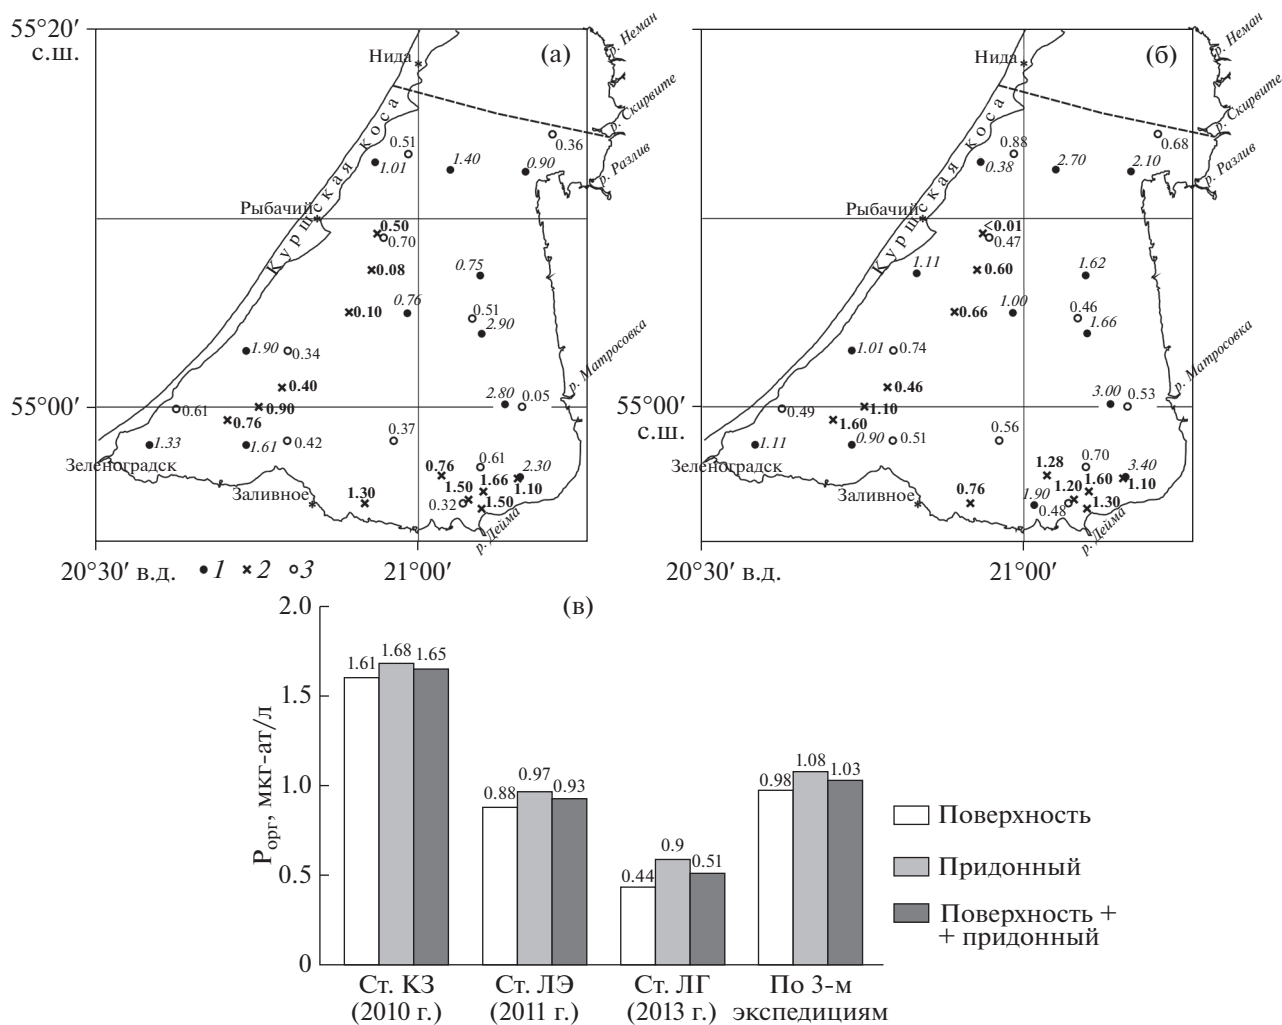 55°20′
с.ш.
(а)
Нида
р. Неман
р. Скирвите
р. Разлив
Куршская коса
0.51
1.01
1.40
0.36
0.90
Рыбачий
0.50
0.70
0.08
0.75
0.10
0.76
0.51
2.90
1.90
0.34
р. Матросовка
0.40
2.80
0.05
55°00′
0.61
0.90
0.76
1.33
1.61
0.42
0.37
Зеленоградск
0.61
0.76
1.66
2.30
Заливное
1.30
1.50
1.10
0.32
1.50
р. Дейма
20°30′ в.д.
1
2
3
21°00′
(б)
Нида
р. Неман
р. Скирвите
р. Разлив
Куршская коса
0.88
0.38
2.70
0.68
2.10
Рыбачий
<0.01
0.47
1.11
0.60
1.62
0.66
1.00
0.46
1.66
1.01
0.74
р. Матросовка
0.46
3.00
0.53
55°00′
с.ш.
0.49
1.10
1.60
1.11
0.90
0.51
0.56
Зеленоградск
0.70
1.28
1.60
3.40
Заливное
0.76
1.90
1.20
1.10
0.48
1.30
р. Дейма
20°30′ в.д.
21°00′
(в)
Pорг, мкг-ат/л
2.0
1.5
1.0
0.5
0
1.61
1.68
1.65
0.88
0.97
0.93
0.44
0.9
0.51
0.98
1.08
1.03
Ст. КЗ
(2010 г.)
Ст. ЛЭ
(2011 г.)
Ст. ЛГ
(2013 г.)
По 3-м
экспедициям
Поверхность
Придонный
Поверхность +
+ придонный